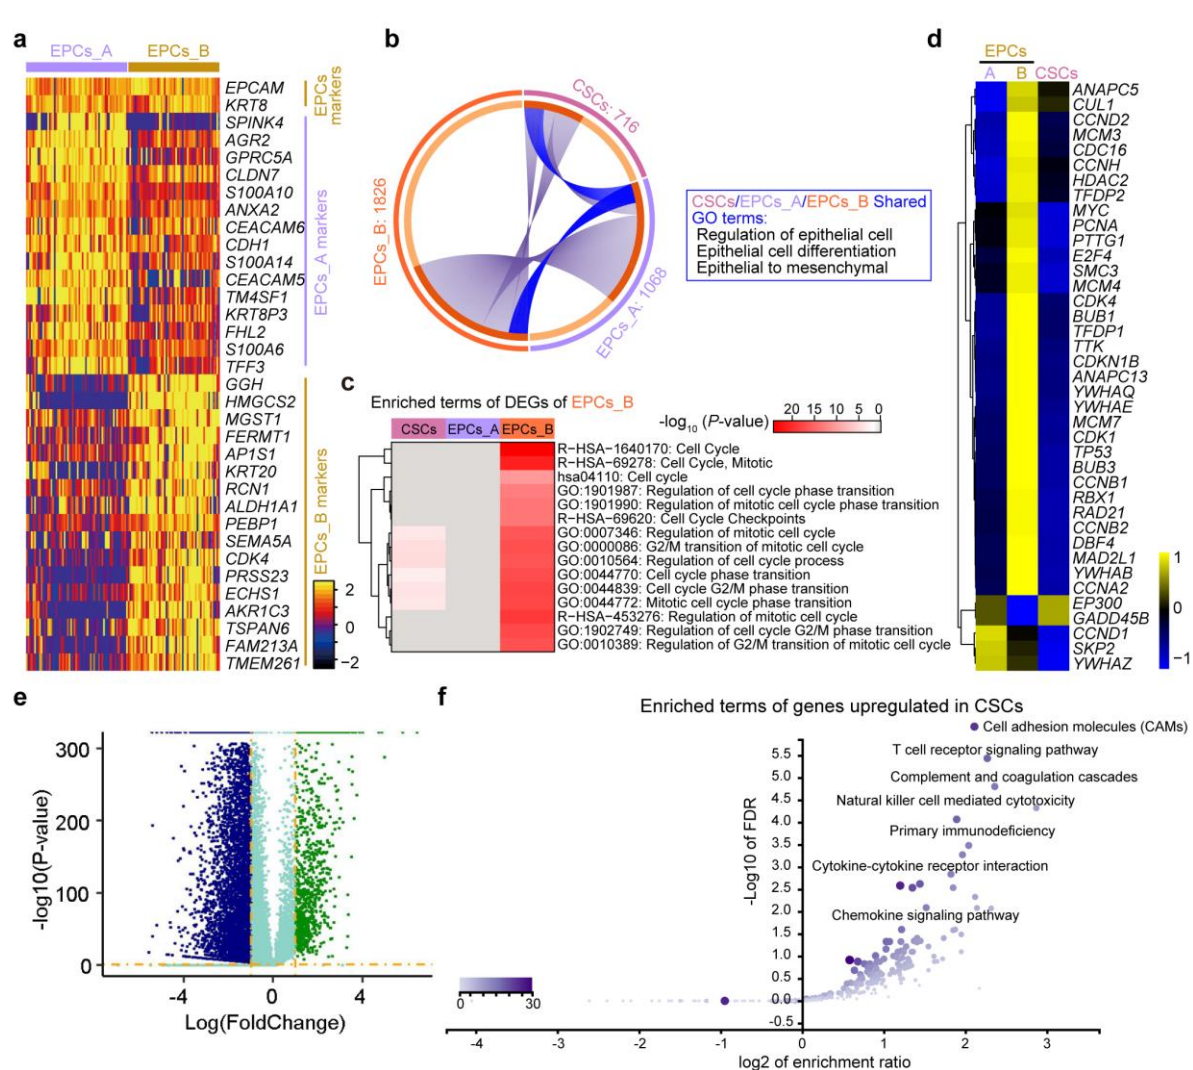 a
EPCs_A
EPCs_B
EPCAM
KRT8
SPINK4
AGR2
GPRC5A
CLDN7
S100A10
ANXA2
CEACAM6
CDH1
S100A14
CEACAM5
TM4SF1
KRT8P3
FHL2
S100A6
TFF3
GGH
HMGCS2
MGST1
FERMT1
AP1S1
KRT20
RCN1
ALDH1A1
PEBP1
SEMA5A
CDK4
PRSS23
ECHS1
AKR1C3
TSPAN6
FAM213A
TMEM261
EPCs
markers
EPCs_A markers
EPCs_B markers
2
1
0
−1
−2
b
CSCs: 716
EPCs_B: 1826
EPCs_A: 1068
CSCs/EPCs_A/EPCs_B Shared
GO terms:
Regulation of epithelial cell
Epithelial cell differentiation
Epithelial to mesenchymal
c
Enriched terms of DEGs of EPCs_B
-log10 (P-value)
20 15 10 5 0
CSCs EPCs_A EPCs_B
R−HSA−1640170: Cell Cycle
R−HSA−69278: Cell Cycle, Mitotic
hsa04110: Cell cycle
GO:1901987: Regulation of cell cycle phase transition
GO:1901990: Regulation of mitotic cell cycle phase transition
R−HSA−69620: Cell Cycle Checkpoints
GO:0007346: Regulation of mitotic cell cycle
GO:0000086: G2/M transition of mitotic cell cycle
GO:0010564: Regulation of cell cycle process
GO:0044770: Cell cycle phase transition
GO:0044839: Cell cycle G2/M phase transition
GO:0044772: Mitotic cell cycle phase transition
R−HSA−453276: Regulation of mitotic cell cycle
GO:1902749: Regulation of cell cycle G2/M phase transition
GO:0010389: Regulation of G2/M transition of mitotic cell cycle
d
EPCs
A B CSCs
ANAPC5
CUL1
CCND2
MCM3
CDC16
CCNH
HDAC2
TFDP2
MYC
PCNA
PTTG1
E2F4
SMC3
MCM4
CDK4
BUB1
TFDP1
TTK
CDKN1B
ANAPC13
YWHAQ
YWHAE
MCM7
CDK1
TP53
BUB3
CCNB1
RBX1
RAD21
CCNB2
DBF4
MAD2L1
YWHAB
CCNA2
EP300
GADD45B
CCND1
SKP2
YWHAZ
1
0
−1
e
-log10(P-value)
300
200
100
0
-4 0 4
Log(FoldChange)
f
Enriched terms of genes upregulated in CSCs
Cell adhesion molecules (CAMs)
T cell receptor signaling pathway
Complement and coagulation cascades
Natural killer cell mediated cytotoxicity
Primary immunodeficiency
Cytokine-cytokine receptor interaction
Chemokine signaling pathway
-Log10 of FDR
5.5
5.0
4.5
4.0
3.5
3.0
2.5
2.0
1.5
1.0
0.5
0.0
-0.5
0 30
-4 -3 -2 -1 0 1 2 3
log2 of enrichment ratio